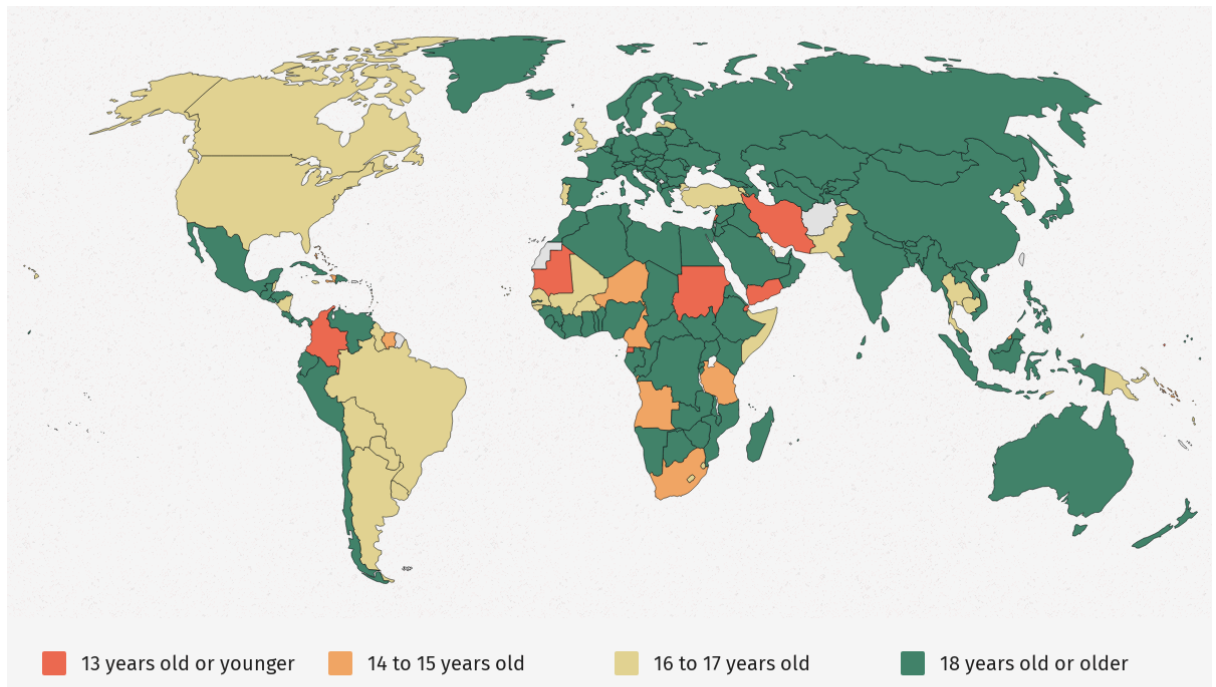 13 years old or younger
14 to 15 years old
16 to 17 years old
18 years old or older